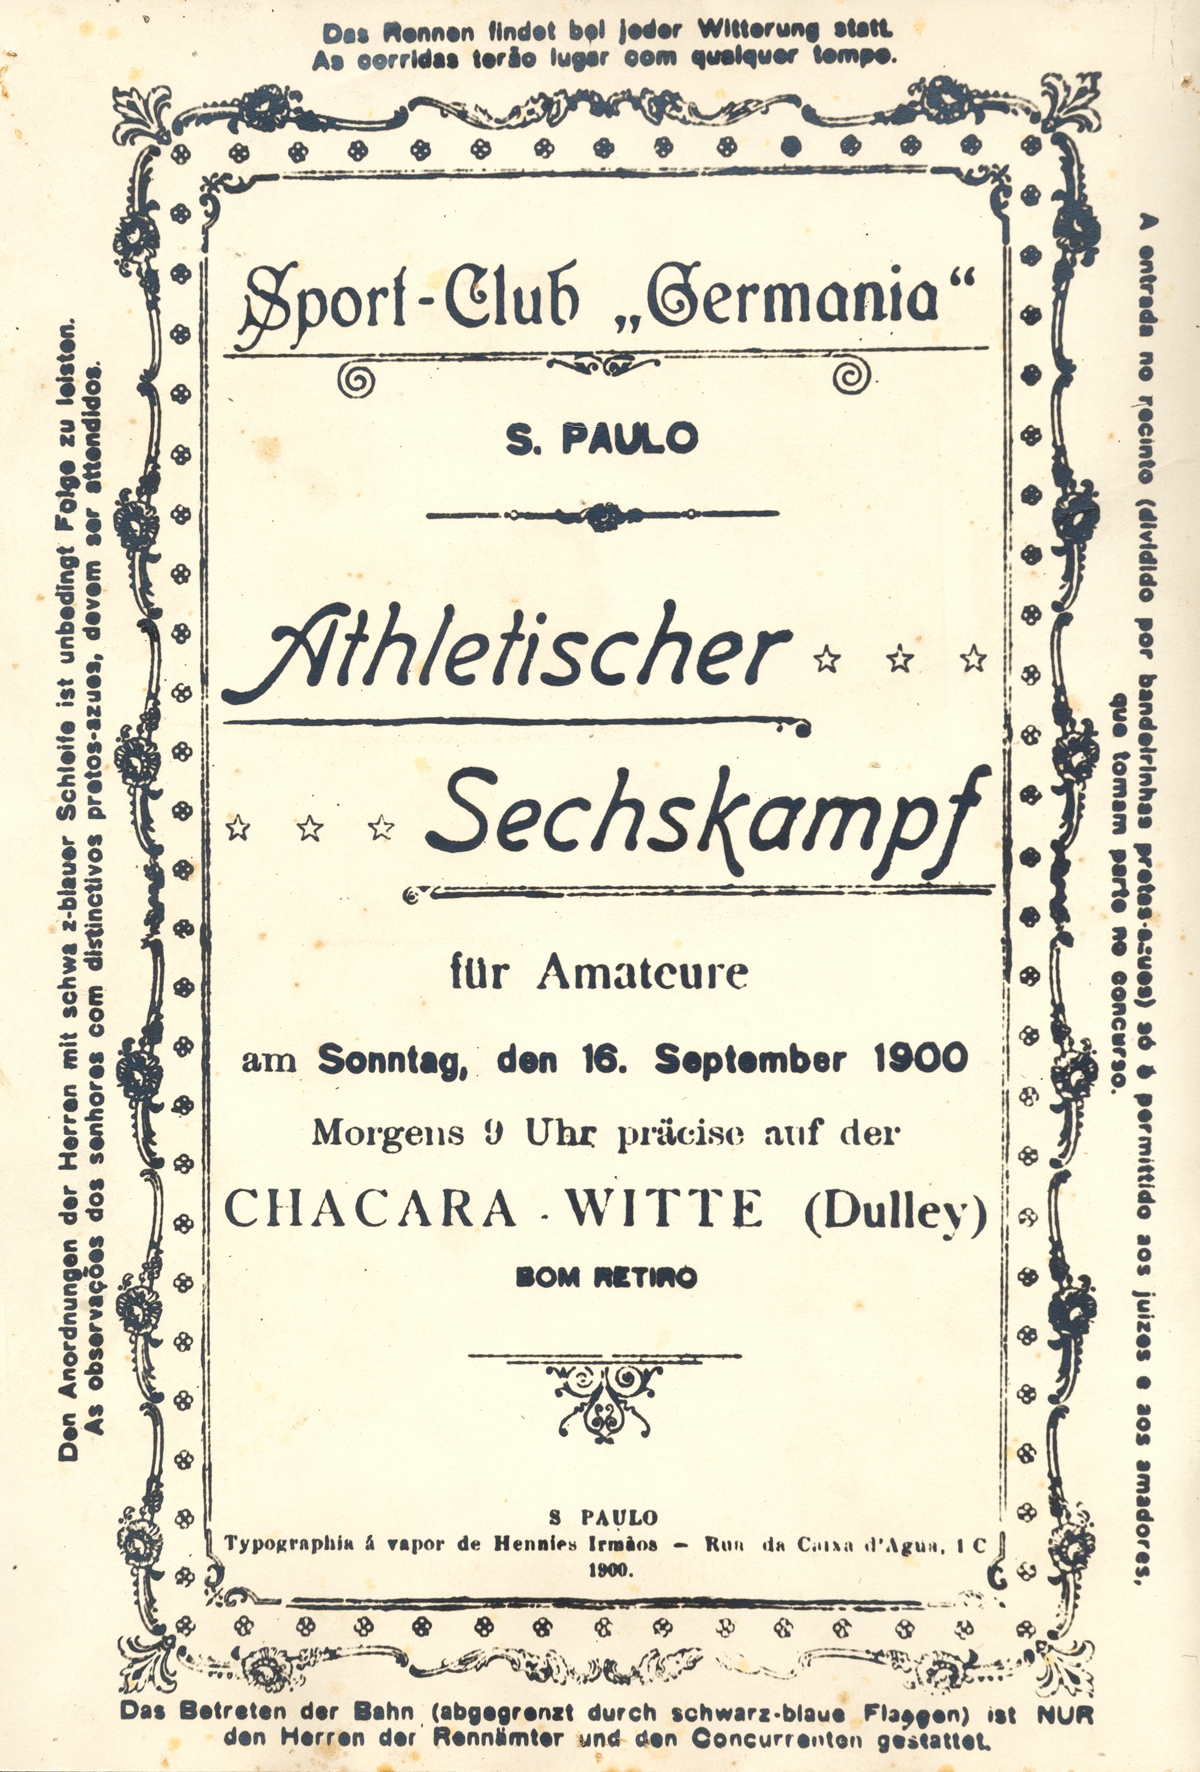 Das Rennen findet bei jeder Witterung statt.
As corridas terão lugar com qualquer tempo.
Den Anordnungen der Herren mit schwa z-blauer Schleife ist unbedingt Folge zu leisten.
As observações dos senhores com distinctivos pretos-azues, devem ser attendidos.
Sport-Club „Germania“
S. PAULO
Athletischer
Sechskampf
für Amateure
am Sonntag, den 16. September 1900
Morgens 9 Uhr präcise auf der
CHACARA - WITTE (Dulley)
BOM RETIRO
S PAULO
Typographia á vapor de Hennies Irmãos — Rua da Caixa d'Agua, 1 C
1900.
A entrada no recinto (dividido por bandeirinhas pretas-azues) só é permittido aos juizes e aos amadores,
que tomam parte no concurso.
Das Betreten der Bahn (abgegrenzt durch schwarz-blaue Flaggen) ist NUR
den Herren der Rennämter und den Concurrenten gestattet.